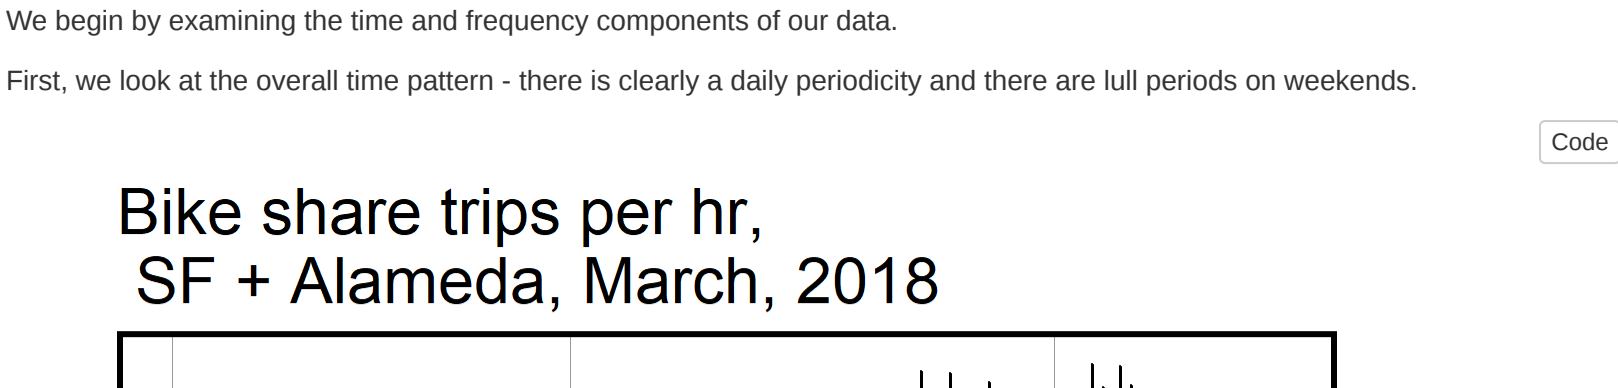 We begin by examining the time and frequency components of our data.
First, we look at the overall time pattern - there is clearly a daily periodicity and there are lull periods on weekends.
Code
Bike share trips per hr,
SF + Alameda, March, 2018